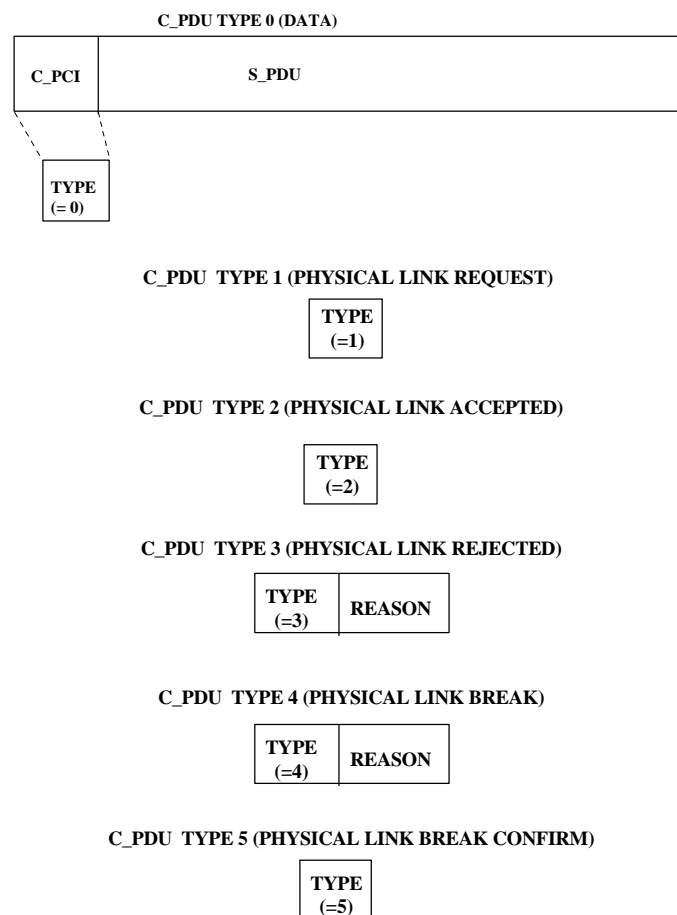 C_PDU TYPE 0 (DATA)
C_PCI
S_PDU
TYPE
(= 0)
C_PDU TYPE 1 (PHYSICAL LINK REQUEST)
TYPE
(=1)
C_PDU TYPE 2 (PHYSICAL LINK ACCEPTED)
TYPE
(=2)
C_PDU TYPE 3 (PHYSICAL LINK REJECTED)
TYPE
(=3)
REASON
C_PDU TYPE 4 (PHYSICAL LINK BREAK)
TYPE
(=4)
REASON
C_PDU TYPE 5 (PHYSICAL LINK BREAK CONFIRM)
TYPE
(=5)